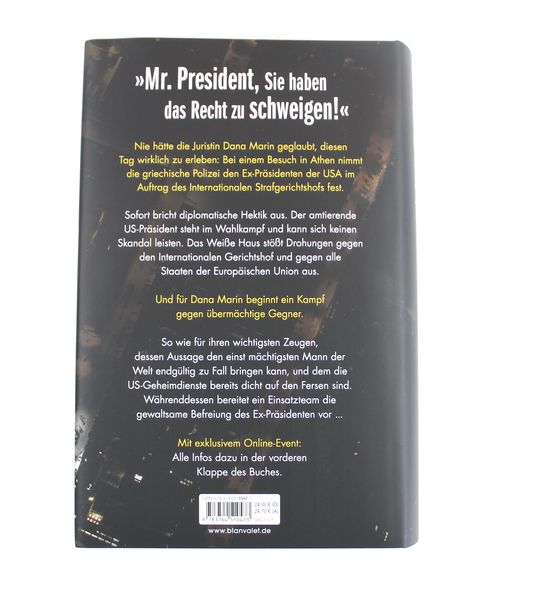 »Mr. President, Sie haben
das Recht zu schweigen!«
Nie hätte die Juristin Dana Marin geglaubt, diesen
Tag wirklich zu erleben: Bei einem Besuch in Athen nimmt
die griechische Polizei den Ex-Präsidenten der USA im
Auftrag des Internationalen Strafgerichtshofs fest.
Sofort bricht diplomatische Hektik aus. Der amtierende
US-Präsident steht im Wahlkampf und kann sich keinen
Skandal leisten. Das Weiße Haus stößt Drohungen gegen
den Internationalen Gerichtshof und gegen alle
Staaten der Europäischen Union aus.
Und für Dana Marin beginnt ein Kampf
gegen übermächtige Gegner.
So wie für ihren wichtigsten Zeugen,
dessen Aussage den einst mächtigsten Mann der
Welt endgültig zu Fall bringen kann, und dem die
US-Geheimdienste bereits dicht auf den Fersen sind.
Währenddessen bereitet ein Einsatzteam die
gewaltsame Befreiung des Ex-Präsidenten vor ...
Mit exklusivem Online-Event:
Alle Infos dazu in der vorderen
Klappe des Buches.
24,00 € (D)
24,70 € (A)
9 783764 510473
www.blanvalet.de